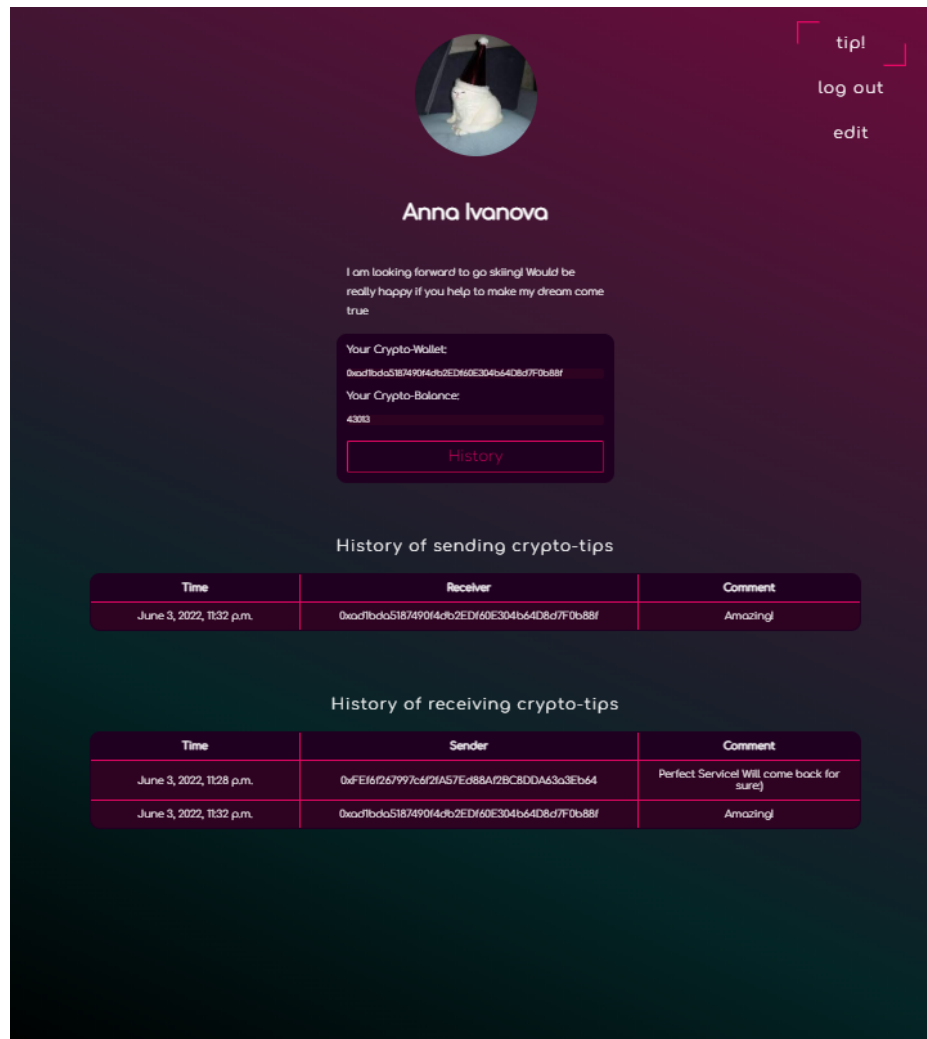 tip!
log out
edit
Anna Ivanova
I am looking forward to go skiing! Would be
really happy if you help to make my dream come
true
Your Crypto-Wallet:
0xad1bda5187490f4db2EDf60E304b64D8d7F0b88f
Your Crypto-Balance:
43013
History
History of sending crypto-tips
Time Receiver Comment
June 3, 2022, 11:32 p.m. 0xad1bda5187490f4db2EDf60E304b64D8d7F0b88f Amazing!
History of receiving crypto-tips
Time Sender Comment
June 3, 2022, 11:28 p.m. 0xFEf6f267997c6f2fA57Ed88Af2BC8DDA63a3Eb64 Perfect Service! Will come back for
sure:)
June 3, 2022, 11:32 p.m. 0xad1bda5187490f4db2EDf60E304b64D8d7F0b88f Amazing!